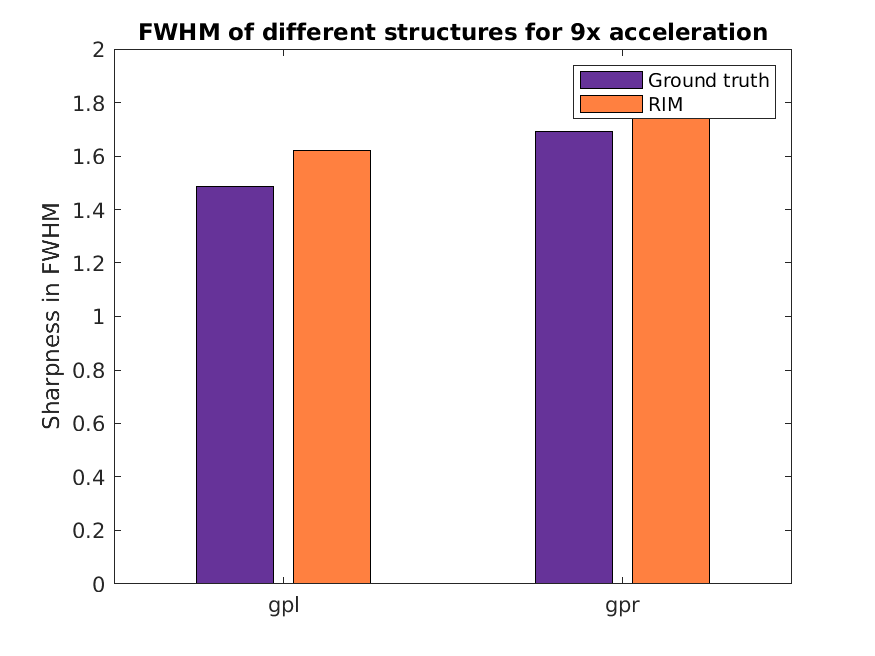 FWHM of different structures for 9x acceleration
2
1.8
1.6
1.4
1.2
1
0.8
0.6
0.4
0.2
0
Sharpness in FWHM
Ground truth
RIM
gpl
gpr